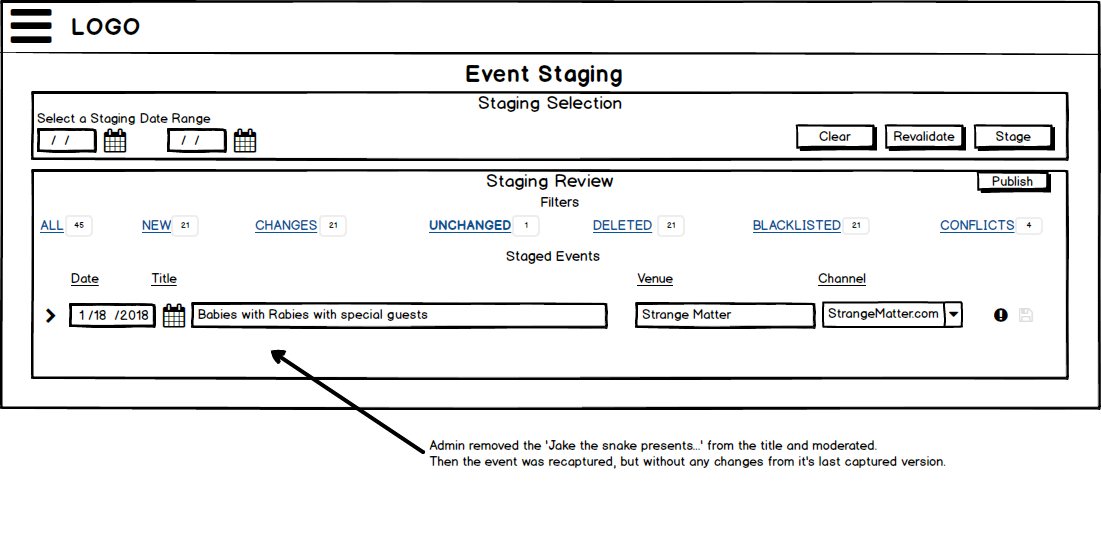 LOGO
Event Staging
Staging Selection
Select a Staging Date Range
/ / / / Clear Revalidate Stage
Staging Review Publish
Filters
ALL 45 NEW 21 CHANGES 21 UNCHANGED 1 DELETED 21 BLACKLISTED 21 CONFLICTS 4
Staged Events
Date Title Venue Channel
1 /18 /2018 Babies with Rabies with special guests Strange Matter StrangeMatter.com
Admin removed the 'Jake the snake presents...' from the title and moderated.
Then the event was recaptured, but without any changes from it's last captured version.